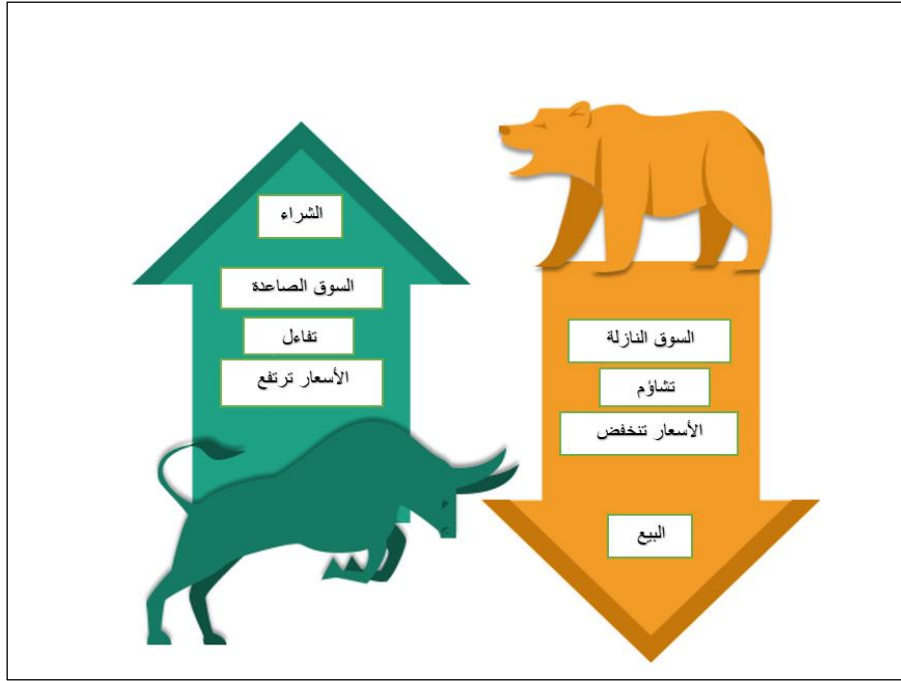 الشراء
السوق الصاعدة
تفاءل
الأسعار ترتفع
السوق النازلة
تشاؤم
الأسعار تنخفض
البيع